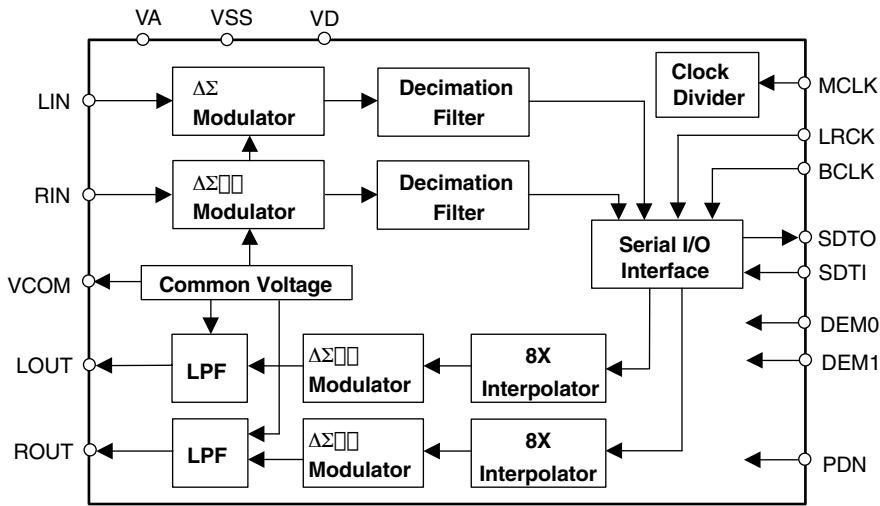 VA
VSS
VD
LIN
ΔΣ
Modulator
Decimation
Filter
Clock
Divider
MCLK
LRCK
BCLK
RIN
ΔΣ▯▯
Modulator
Decimation
Filter
Serial I/O
Interface
SDTO
SDTI
VCOM
Common Voltage
DEM0
DEM1
LOUT
LPF
ΔΣ▯▯
Modulator
8X
Interpolator
ROUT
LPF
ΔΣ▯▯
Modulator
8X
Interpolator
PDN